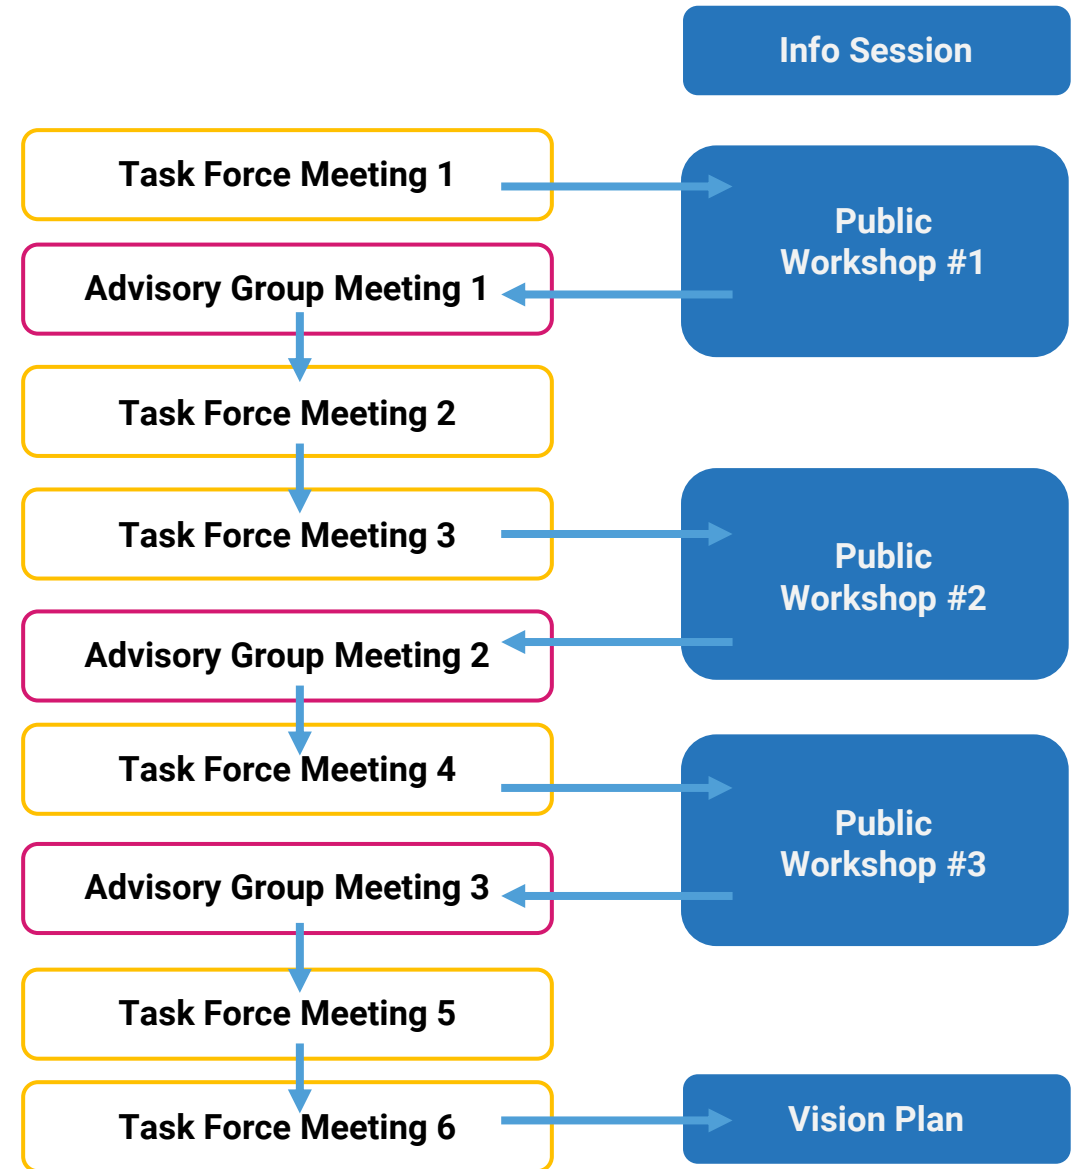 Info Session
Task Force Meeting 1
Public
Workshop #1
Advisory Group Meeting 1
Task Force Meeting 2
Task Force Meeting 3
Public
Workshop #2
Advisory Group Meeting 2
Task Force Meeting 4
Public
Workshop #3
Advisory Group Meeting 3
Task Force Meeting 5
Task Force Meeting 6
Vision Plan